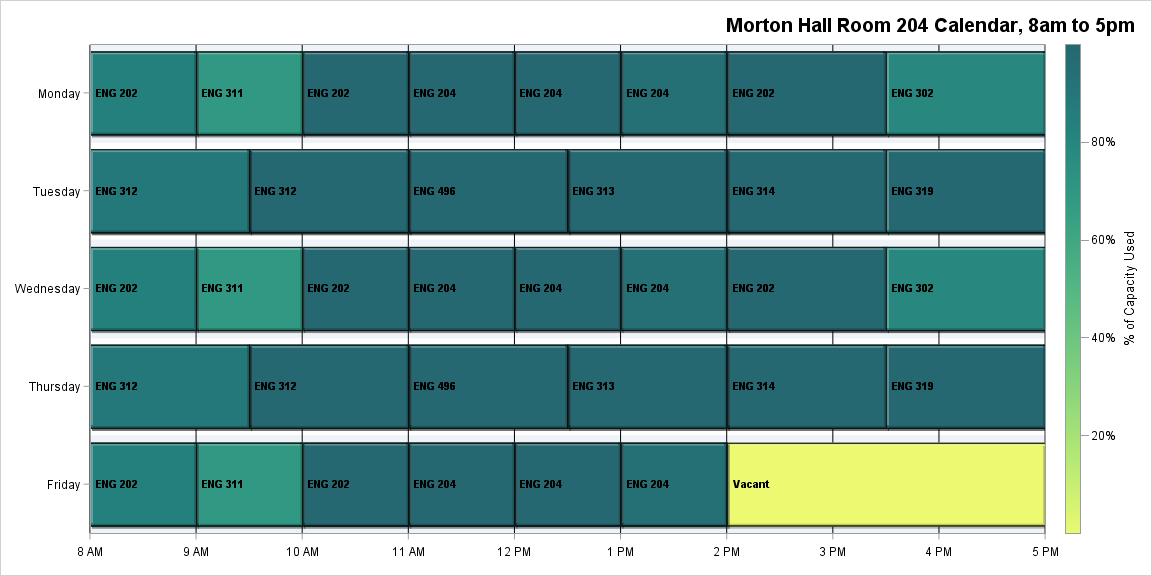 Morton Hall Room 204 Calendar, 8am to 5pm
Monday ENG 202 ENG 311 ENG 202 ENG 204 ENG 204 ENG 204 ENG 202 ENG 302
80%
Tuesday ENG 312 ENG 312 ENG 496 ENG 313 ENG 314 ENG 319
60%
% of Capacity Used
Wednesday ENG 202 ENG 311 ENG 202 ENG 204 ENG 204 ENG 204 ENG 202 ENG 302
40%
Thursday ENG 312 ENG 312 ENG 496 ENG 313 ENG 314 ENG 319
20%
Friday ENG 202 ENG 311 ENG 202 ENG 204 ENG 204 ENG 204 Vacant
8 AM 9 AM 10 AM 11 AM 12 PM 1 PM 2 PM 3 PM 4 PM 5 PM